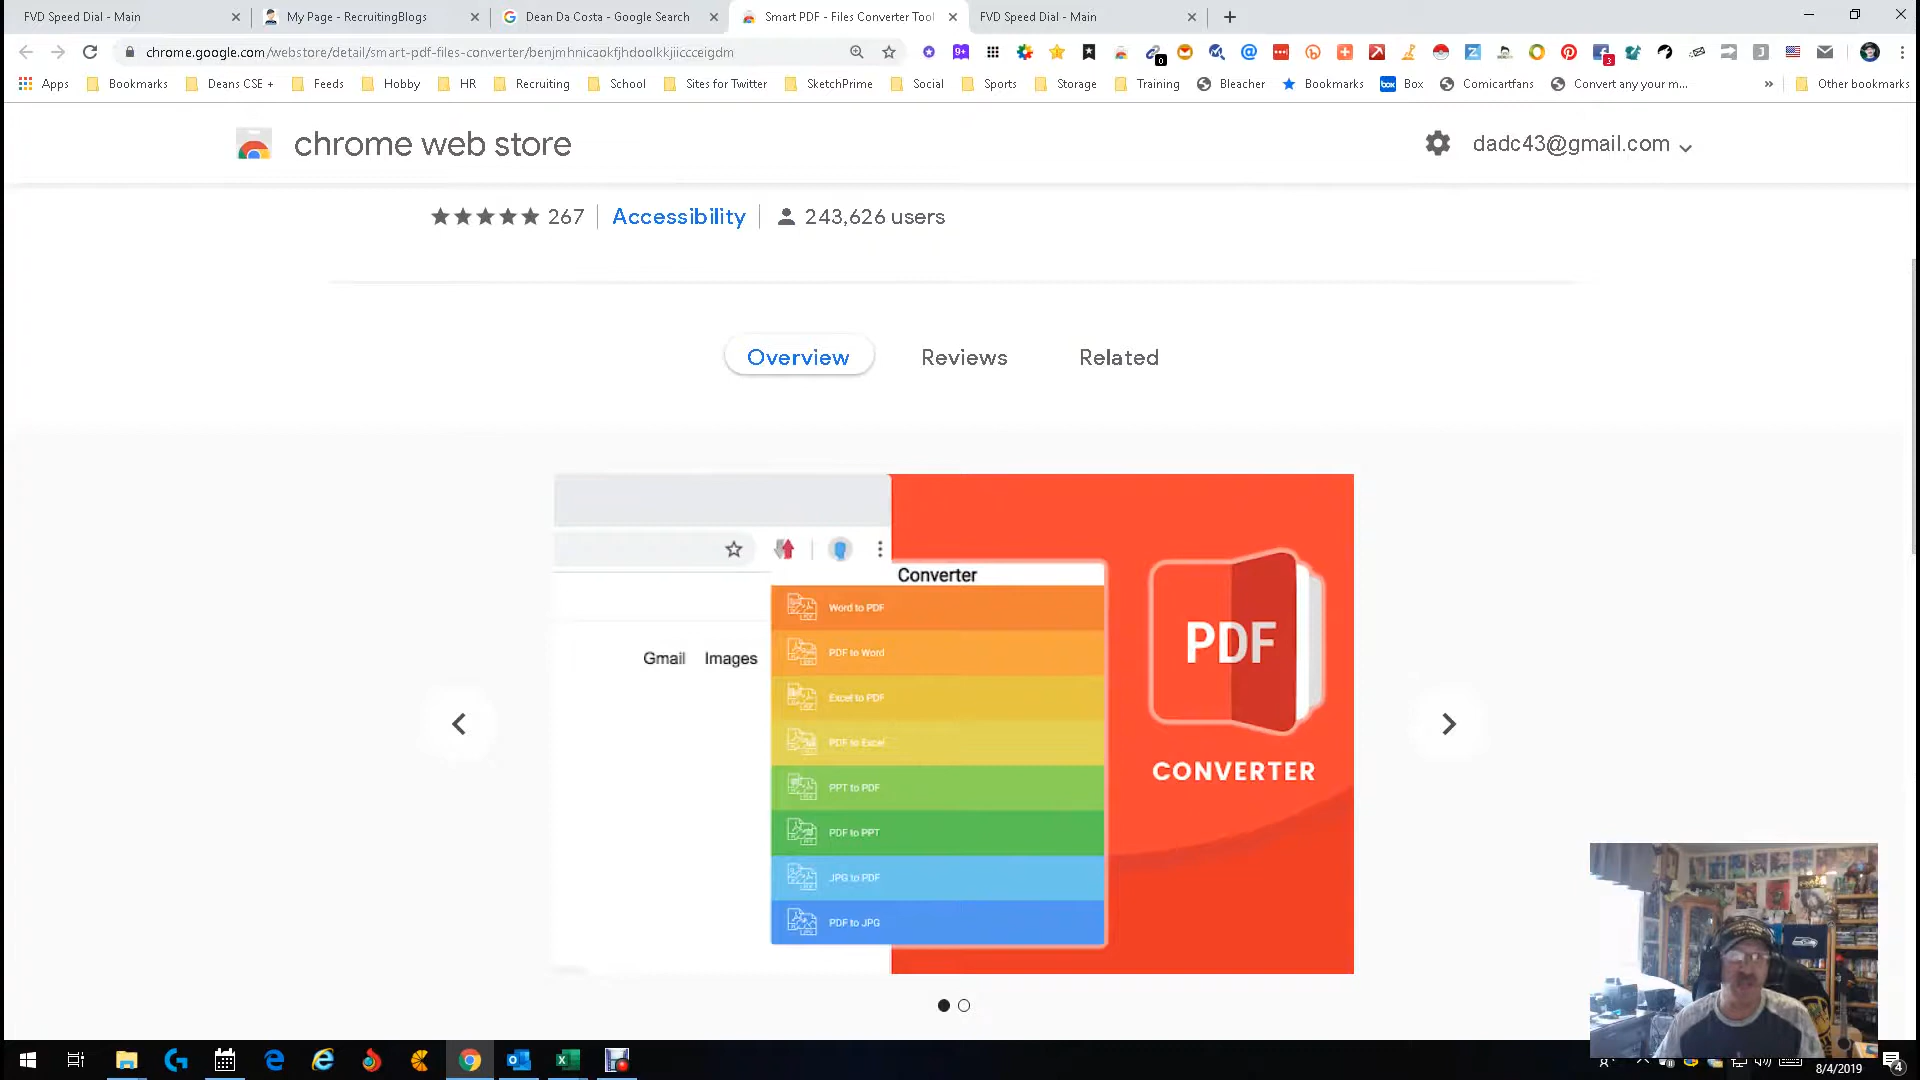 FVD Speed Dial - Main
My Page - RecruitingBlogs
Dean Da Costa - Google Search
Smart PDF - Files Converter Tool
FVD Speed Dial - Main
chrome.google.com/webstore/detail/smart-pdf-files-converter/benjmhnicaokfjhdoolkkjiiccceigdm
9+
0
3
Apps
Bookmarks
Deans CSE +
Feeds
Hobby
HR
Recruiting
School
Sites for Twitter
SketchPrime
Social
Sports
Storage
Training
Bleacher
Bookmarks
box Box
Comicartfans
Convert any your m...
Other bookmarks
chrome web store
dadc43@gmail.com
267
Accessibility
243,626 users
Overview
Reviews
Related
Converter
Word to PDF
PDF to Word
Excel to PDF
PDF to Excel
PPT to PDF
PDF to PPT
JPG to PDF
PDF to JPG
Gmail Images
PDF
CONVERTER
8/4/2019
4